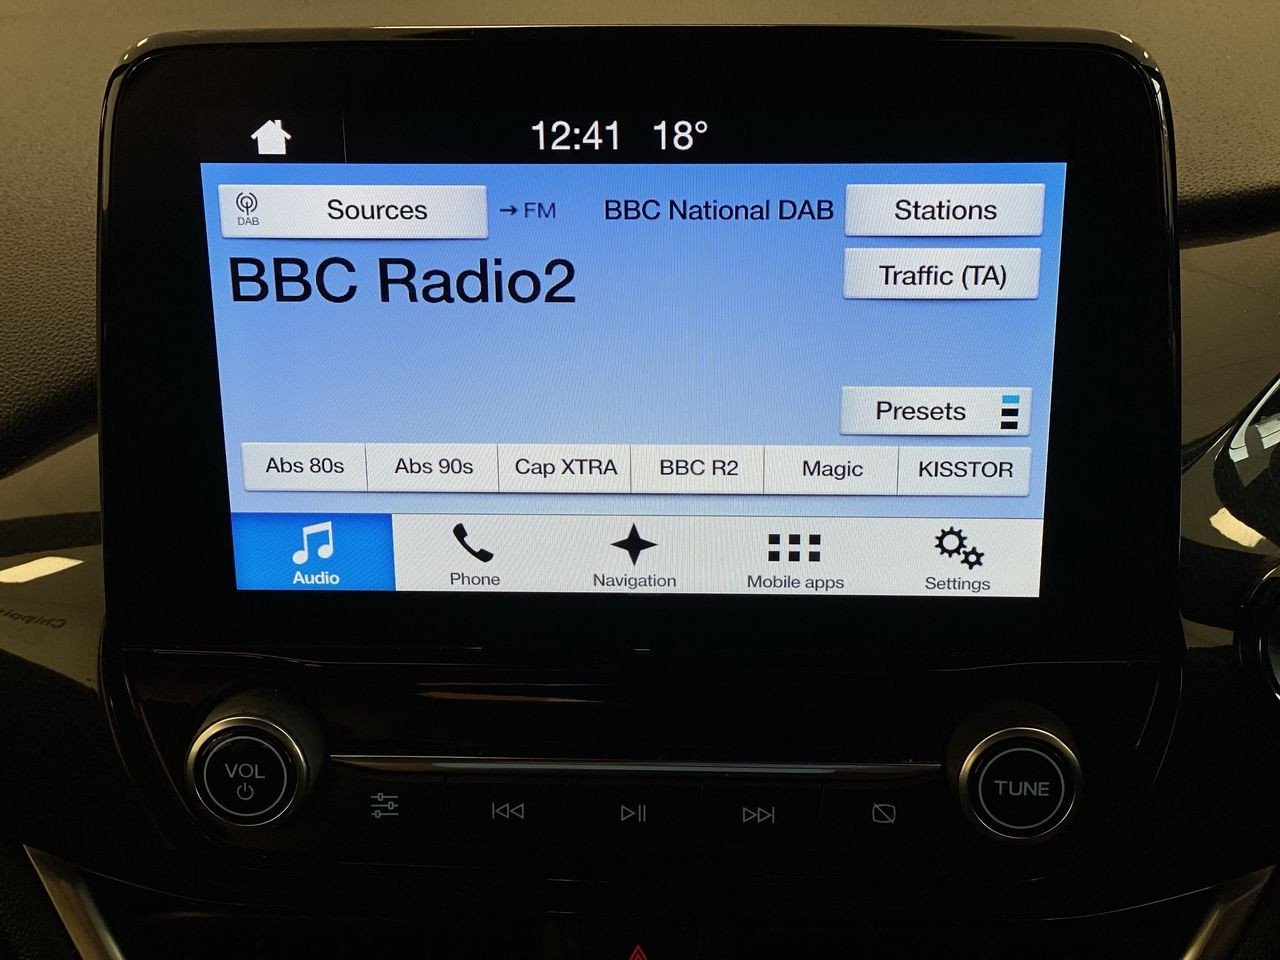 12:41 18°
DAB
Sources
→ FM
BBC National DAB
Stations
BBC Radio2
Traffic (TA)
Presets
Abs 80s
Abs 90s
Cap XTRA
BBC R2
Magic
KISSTOR
Audio
Phone
Navigation
Mobile apps
Settings
VOL
TUNE